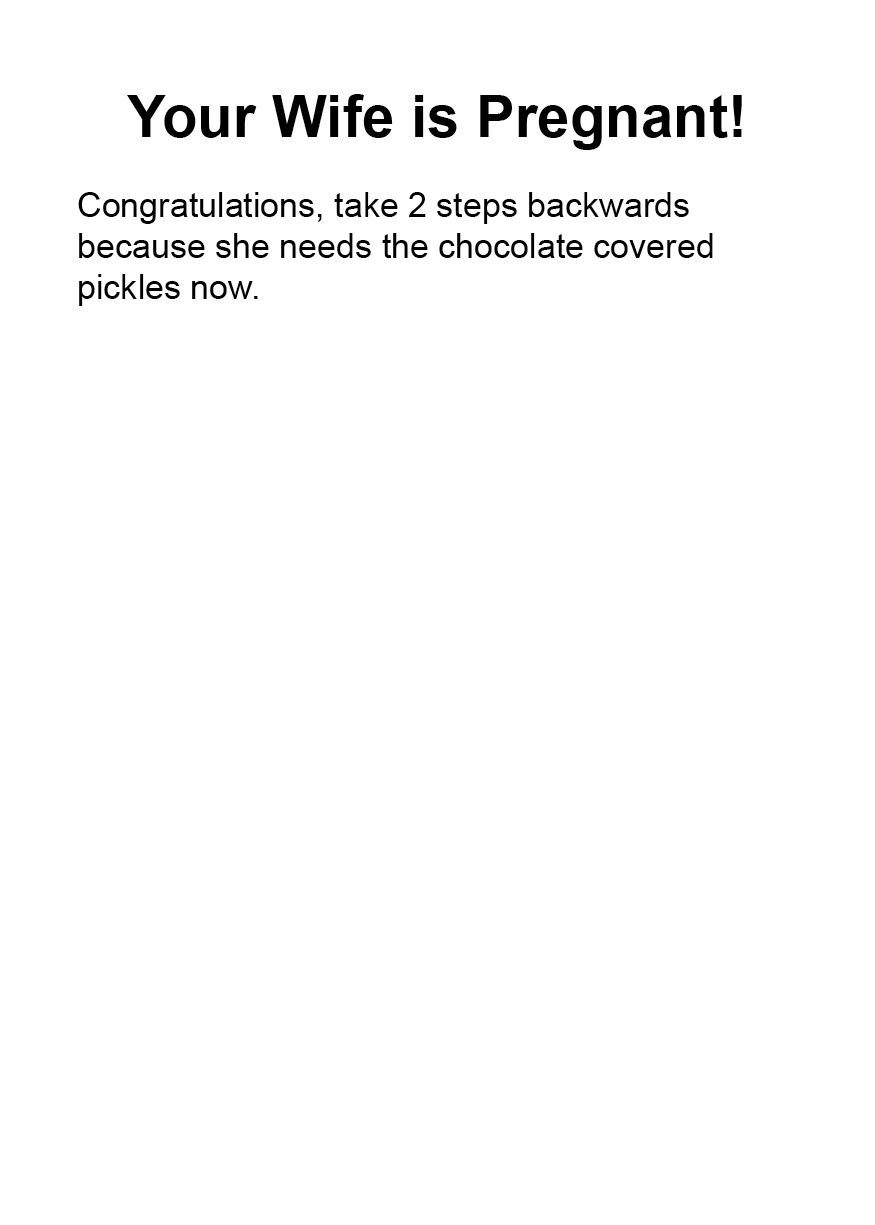 Your Wife is Pregnant!
Congratulations, take 2 steps backwards
because she needs the chocolate covered
pickles now.